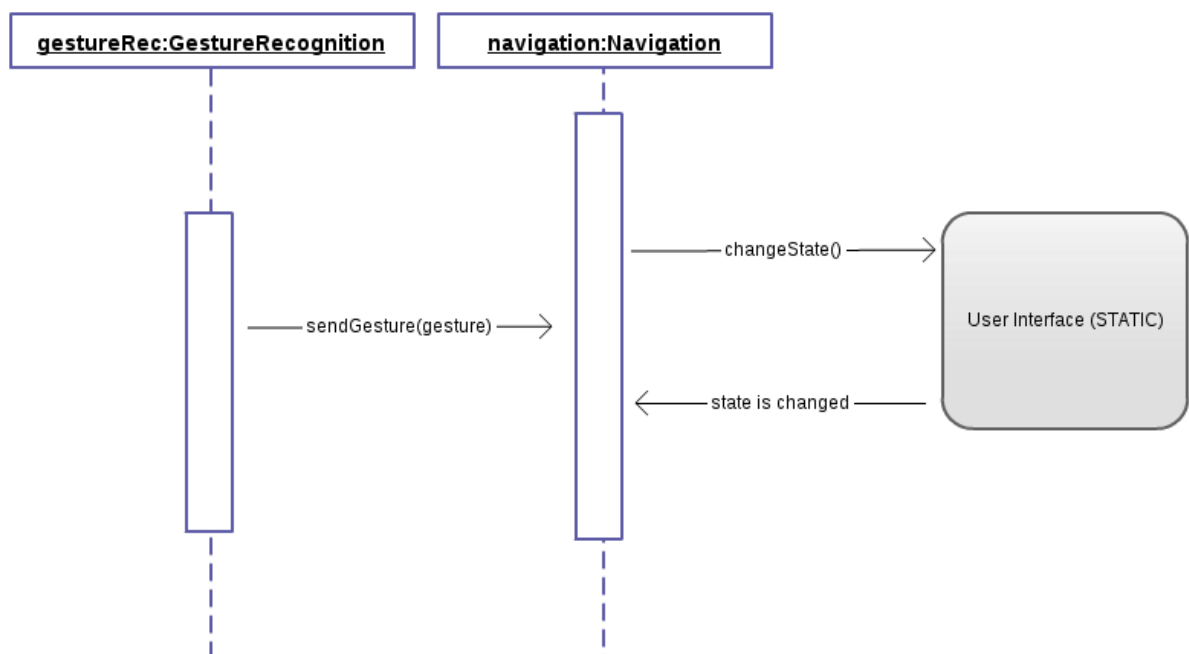 gestureRec:GestureRecognition
navigation:Navigation
changeState()
sendGesture(gesture)
User Interface (STATIC)
state is changed